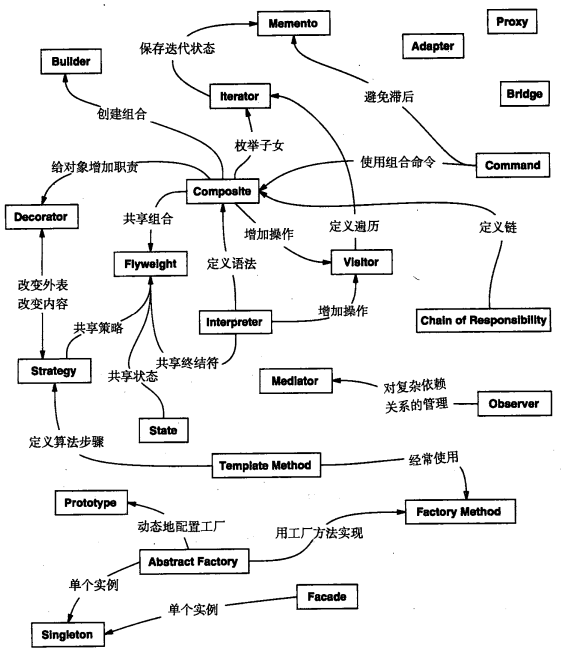 Memento
Proxy
Adapter
保存迭代状态
Builder
Iterator
避免滞后
Bridge
创建组合
枚举子女
给对象增加职责
使用组合命令
Command
Composite
Decorator
共享组合
增加操作
定义遍历
定义链
Flyweight
定义语法
Visitor
改变外表
改变内容
共享策略
Interpreter
增加操作
Chain of Responsibility
共享终结符
Strategy
共享状态
Mediator
对复杂依赖
关系的管理
Observer
State
定义算法步骤
Template Method
经常使用
Prototype
动态地配置工厂
用工厂方法实现
Factory Method
Abstract Factory
单个实例
单个实例
Facade
Singleton